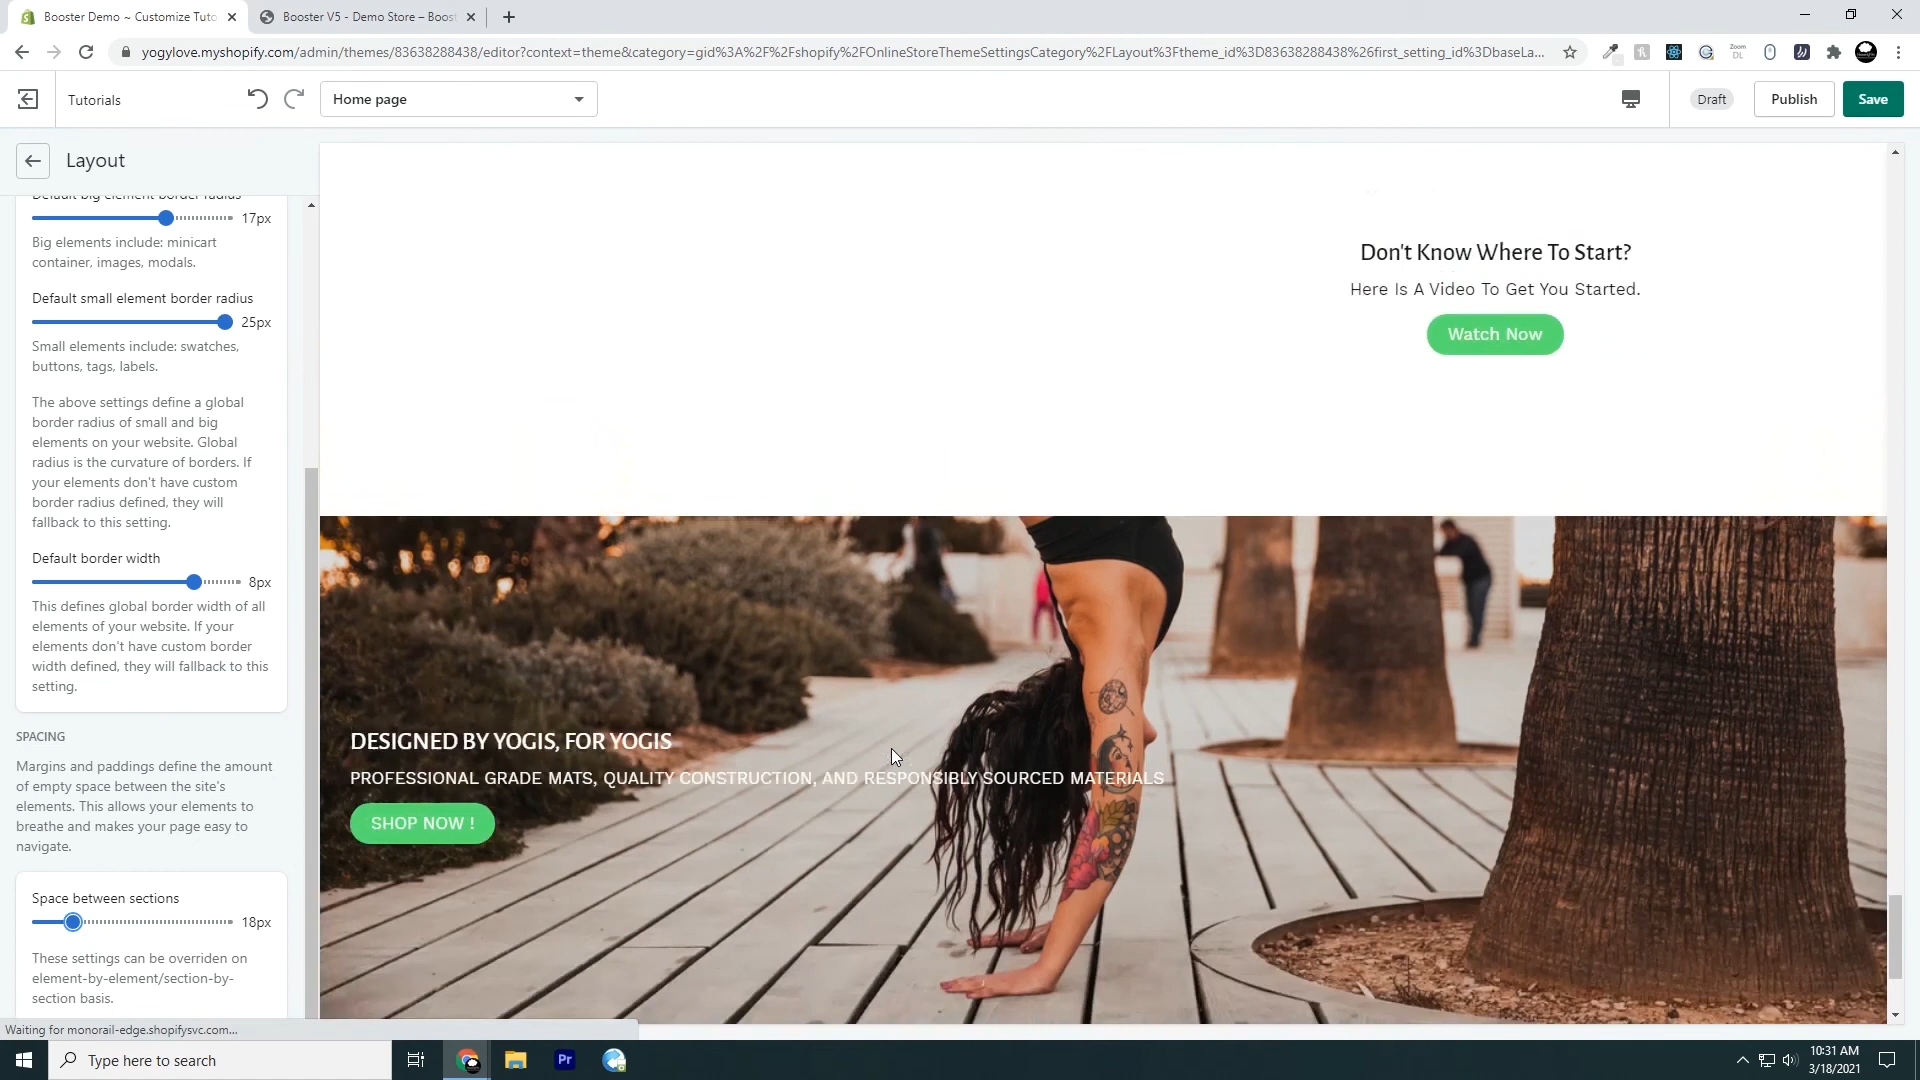 Booster Demo ~ Customize Tuto
Booster V5 - Demo Store – Boost
yogylove.myshopify.com/admin/themes/83638288438/editor?context=theme&category=gid%3A%2F%2Fshopify%2FOnlineStoreThemeSettingsCategory%2FLayout%3Ftheme_id%3D83638288438%26first_setting_id%3DbaseLa...
Zoom
DL
Tutorials
Home page
Draft
Publish
Save
Layout
Default big element border radius
17px
Big elements include: minicart
container, images, modals.
Default small element border radius
25px
Small elements include: swatches,
buttons, tags, labels.
The above settings define a global
border radius of small and big
elements on your website. Global
radius is the curvature of borders. If
your elements don't have custom
border radius defined, they will
fallback to this setting.
Default border width
8px
This defines global border width of all
elements of your website. If your
elements don't have custom border
width defined, they will fallback to this
setting.
SPACING
Margins and paddings define the amount
of empty space between the site's
elements. This allows your elements to
breathe and makes your page easy to
navigate.
Space between sections
18px
These settings can be overriden on
element-by-element/section-by-
section basis.
Waiting for monorail-edge.shopifysvc.com...
Don't Know Where To Start?
Here Is A Video To Get You Started.
Watch Now
DESIGNED BY YOGIS, FOR YOGIS
PROFESSIONAL GRADE MATS, QUALITY CONSTRUCTION, AND RESPONSIBLY SOURCED MATERIALS
SHOP NOW !
Type here to search
Pr
10:31 AM
3/18/2021